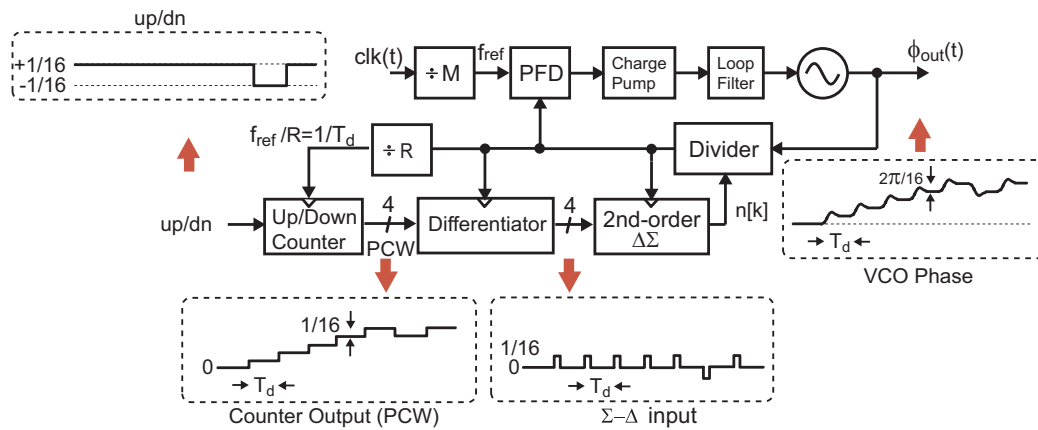 up/dn
+1/16
-1/16
clk(t)
÷ M
fref
PFD
Charge
Pump
Loop
Filter
ϕout(t)
fref /R=1/Td
÷ R
Divider
up/dn
Up/Down
Counter
4
PCW
Differentiator
4
2nd-order
ΔΣ
n[k]
2π/16
Td
VCO Phase
1/16
0
Td
Counter Output (PCW)
1/16
0
Td
Σ–Δ input